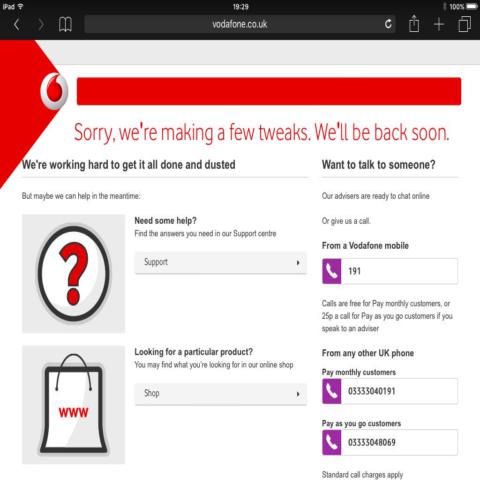 iPad 19:29 100%
vodafone.co.uk
Sorry, we're making a few tweaks. We'll be back soon.
We're working hard to get it all done and dusted
But maybe we can help in the meantime:
Need some help?
Find the answers you need in our Support centre
Support
Looking for a particular product?
You may find what you're looking for in our online shop
Shop
WWW
Want to talk to someone?
Our advisers are ready to chat online
Or give us a call.
From a Vodafone mobile
191
Calls are free for Pay monthly customers, or
25p a call for Pay as you go customers if you
speak to an adviser
From any other UK phone
Pay monthly customers
03333040191
Pay as you go customers
03333048069
Standard call charges apply